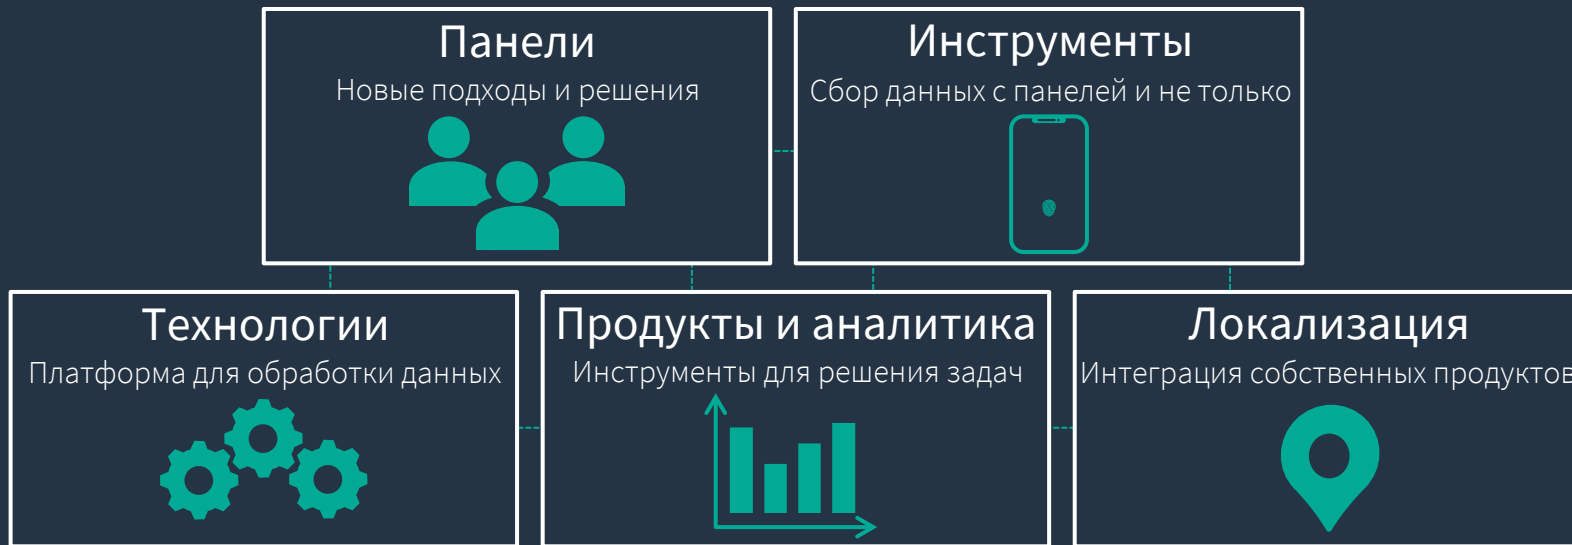 Панели
Новые подходы и решения
Инструменты
Сбор данных с панелей и не только
Технологии
Платформа для обработки данных
Продукты и аналитика
Инструменты для решения задач
Локализация
Интеграция собственных продуктов